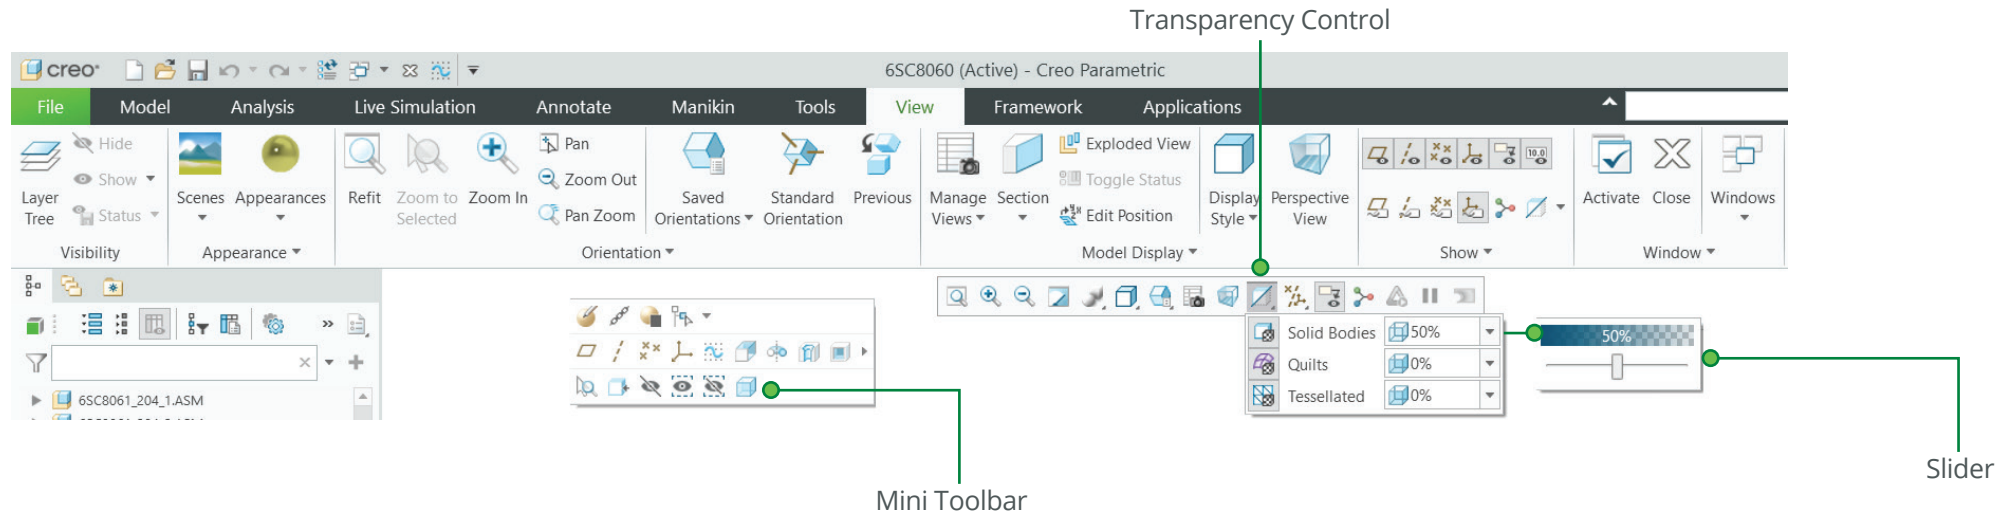 Transparency Control
creo®
6SC8060 (Active) - Creo Parametric
File Model Analysis Live Simulation Annotate Manikin Tools View Framework Applications
Layer Tree
Hide
Show
Status
Visibility
Scenes
Appearances
Appearance
Refit
Zoom to Selected
Zoom In
Pan
Zoom Out
Pan Zoom
Saved Orientations
Standard Orientation
Previous
Orientation
Manage Views
Section
Exploded View
Toggle Status
Edit Position
Display Style
Perspective View
Model Display
10.0
Show
Activate
Close
Windows
Window
6SC8061_204_1.ASM
Solid Bodies 50%
Quilts 0%
Tessellated 0%
50%
Slider
Mini Toolbar